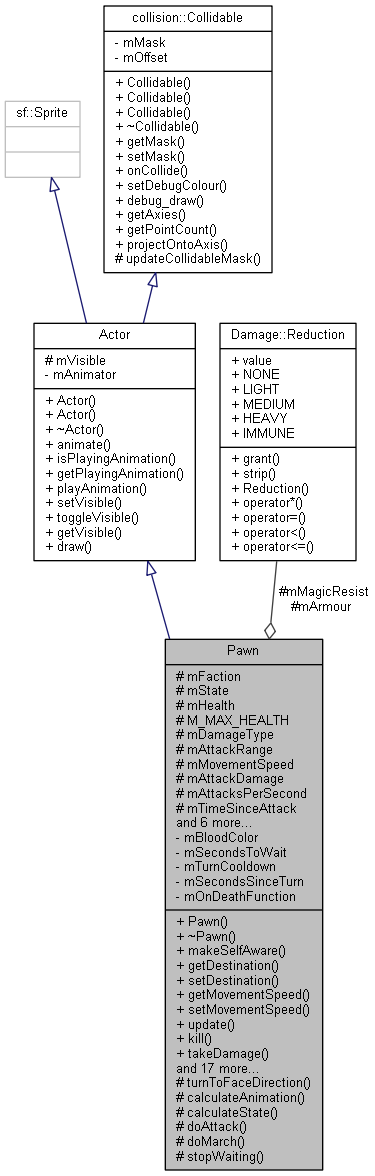 collision::Collidable
- mMask
- mOffset
+ Collidable()
+ Collidable()
+ Collidable()
+ ~Collidable()
+ getMask()
+ setMask()
+ onCollide()
+ setDebugColour()
+ debug_draw()
+ getAxies()
+ getPointCount()
+ projectOntoAxis()
# updateCollidableMask()
sf::Sprite
Actor
# mVisible
- mAnimator
+ Actor()
+ Actor()
+ ~Actor()
+ animate()
+ isPlayingAnimation()
+ getPlayingAnimation()
+ playAnimation()
+ setVisible()
+ toggleVisible()
+ getVisible()
+ draw()
Damage::Reduction
+ value
+ NONE
+ LIGHT
+ MEDIUM
+ HEAVY
+ IMMUNE
+ grant()
+ strip()
+ Reduction()
+ operator*()
+ operator=()
+ operator<()
+ operator<=()
#mMagicResist
#mArmour
Pawn
# mFaction
# mState
# mHealth
# M_MAX_HEALTH
# mDamageType
# mAttackRange
# mMovementSpeed
# mAttackDamage
# mAttacksPerSecond
# mTimeSinceAttack
and 6 more...
- mBloodColor
- mSecondsToWait
- mTurnCooldown
- mSecondsSinceTurn
- mOnDeathFunction
+ Pawn()
+ ~Pawn()
+ makeSelfAware()
+ getDestination()
+ setDestination()
+ getMovementSpeed()
+ setMovementSpeed()
+ update()
+ kill()
+ takeDamage()
and 17 more...
# turnToFaceDirection()
# calculateAnimation()
# calculateState()
# doAttack()
# doMarch()
# stopWaiting()